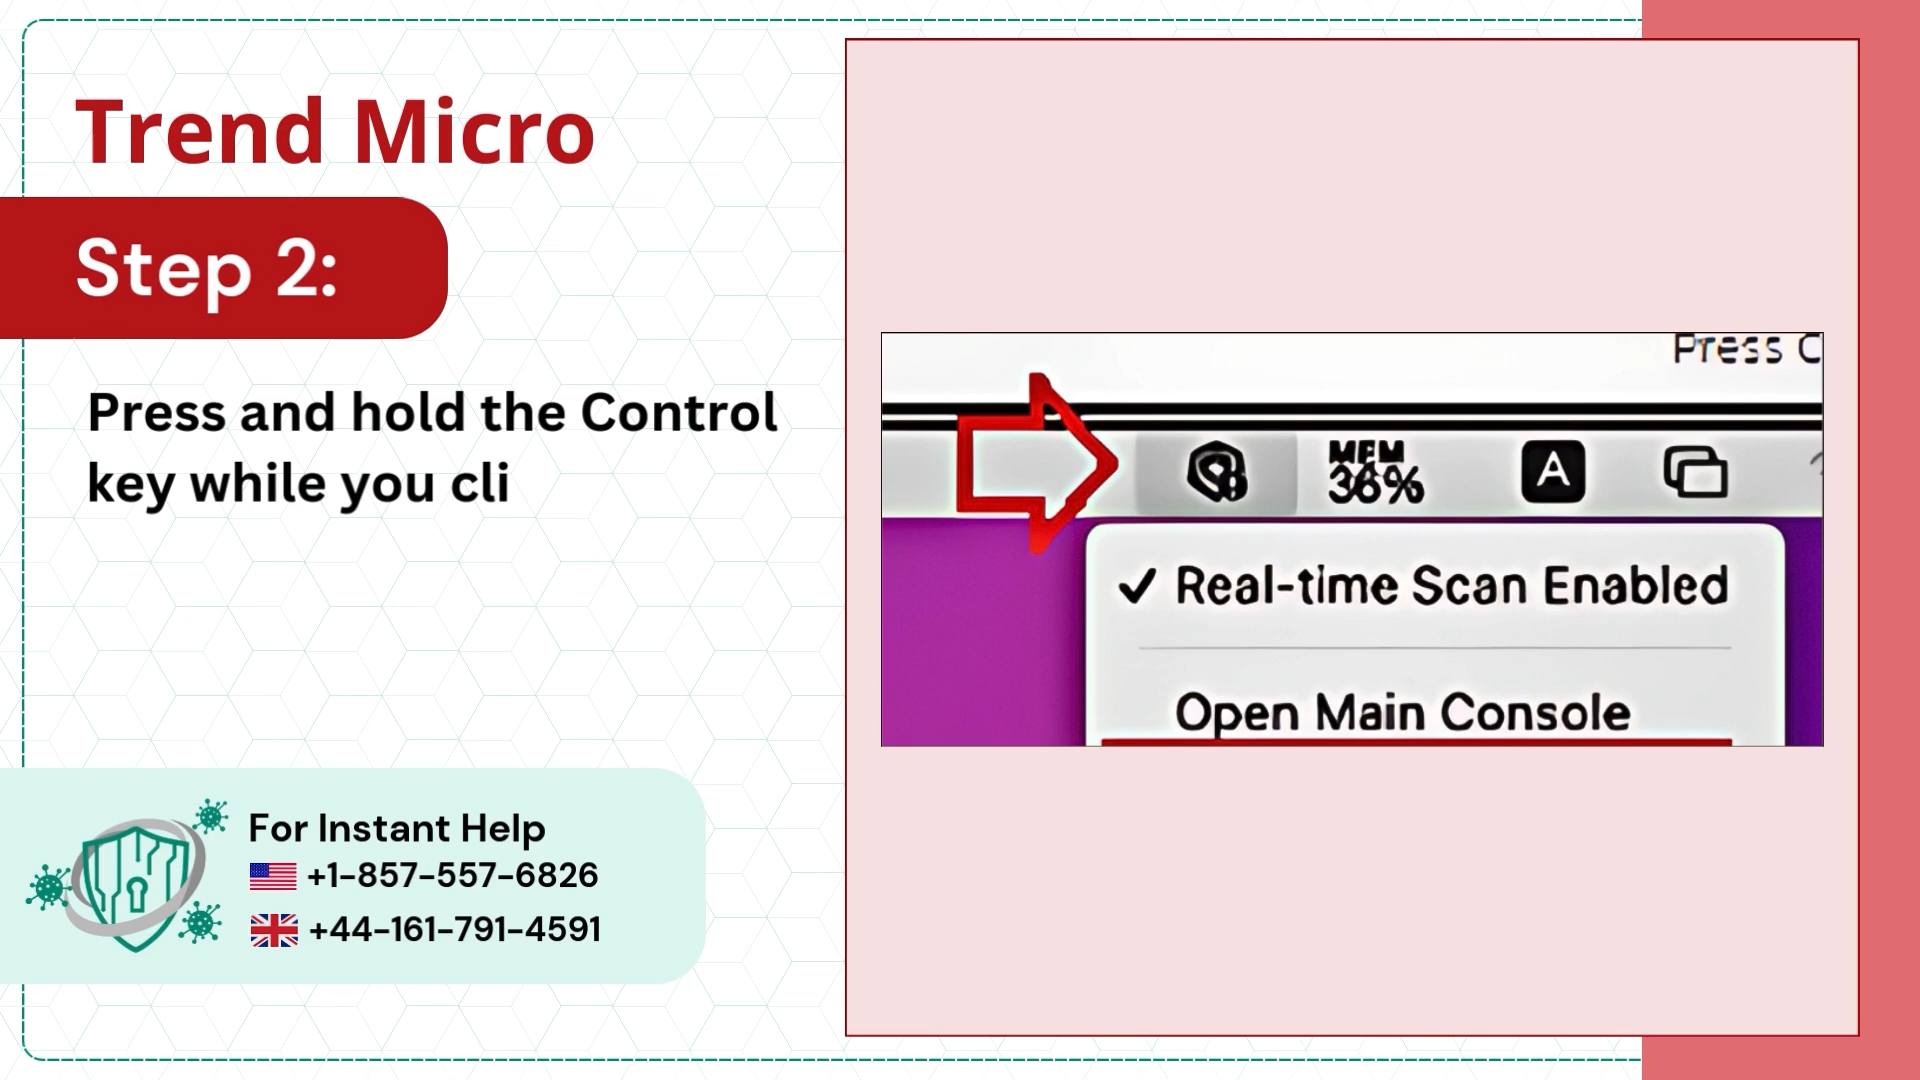 Trend Micro
Step 2:
Press and hold the Control
key while you cli
For Instant Help
+1-857-557-6826
+44-161-791-4591
Press C
MEM
36%
A
✓ Real-time Scan Enabled
Open Main Console